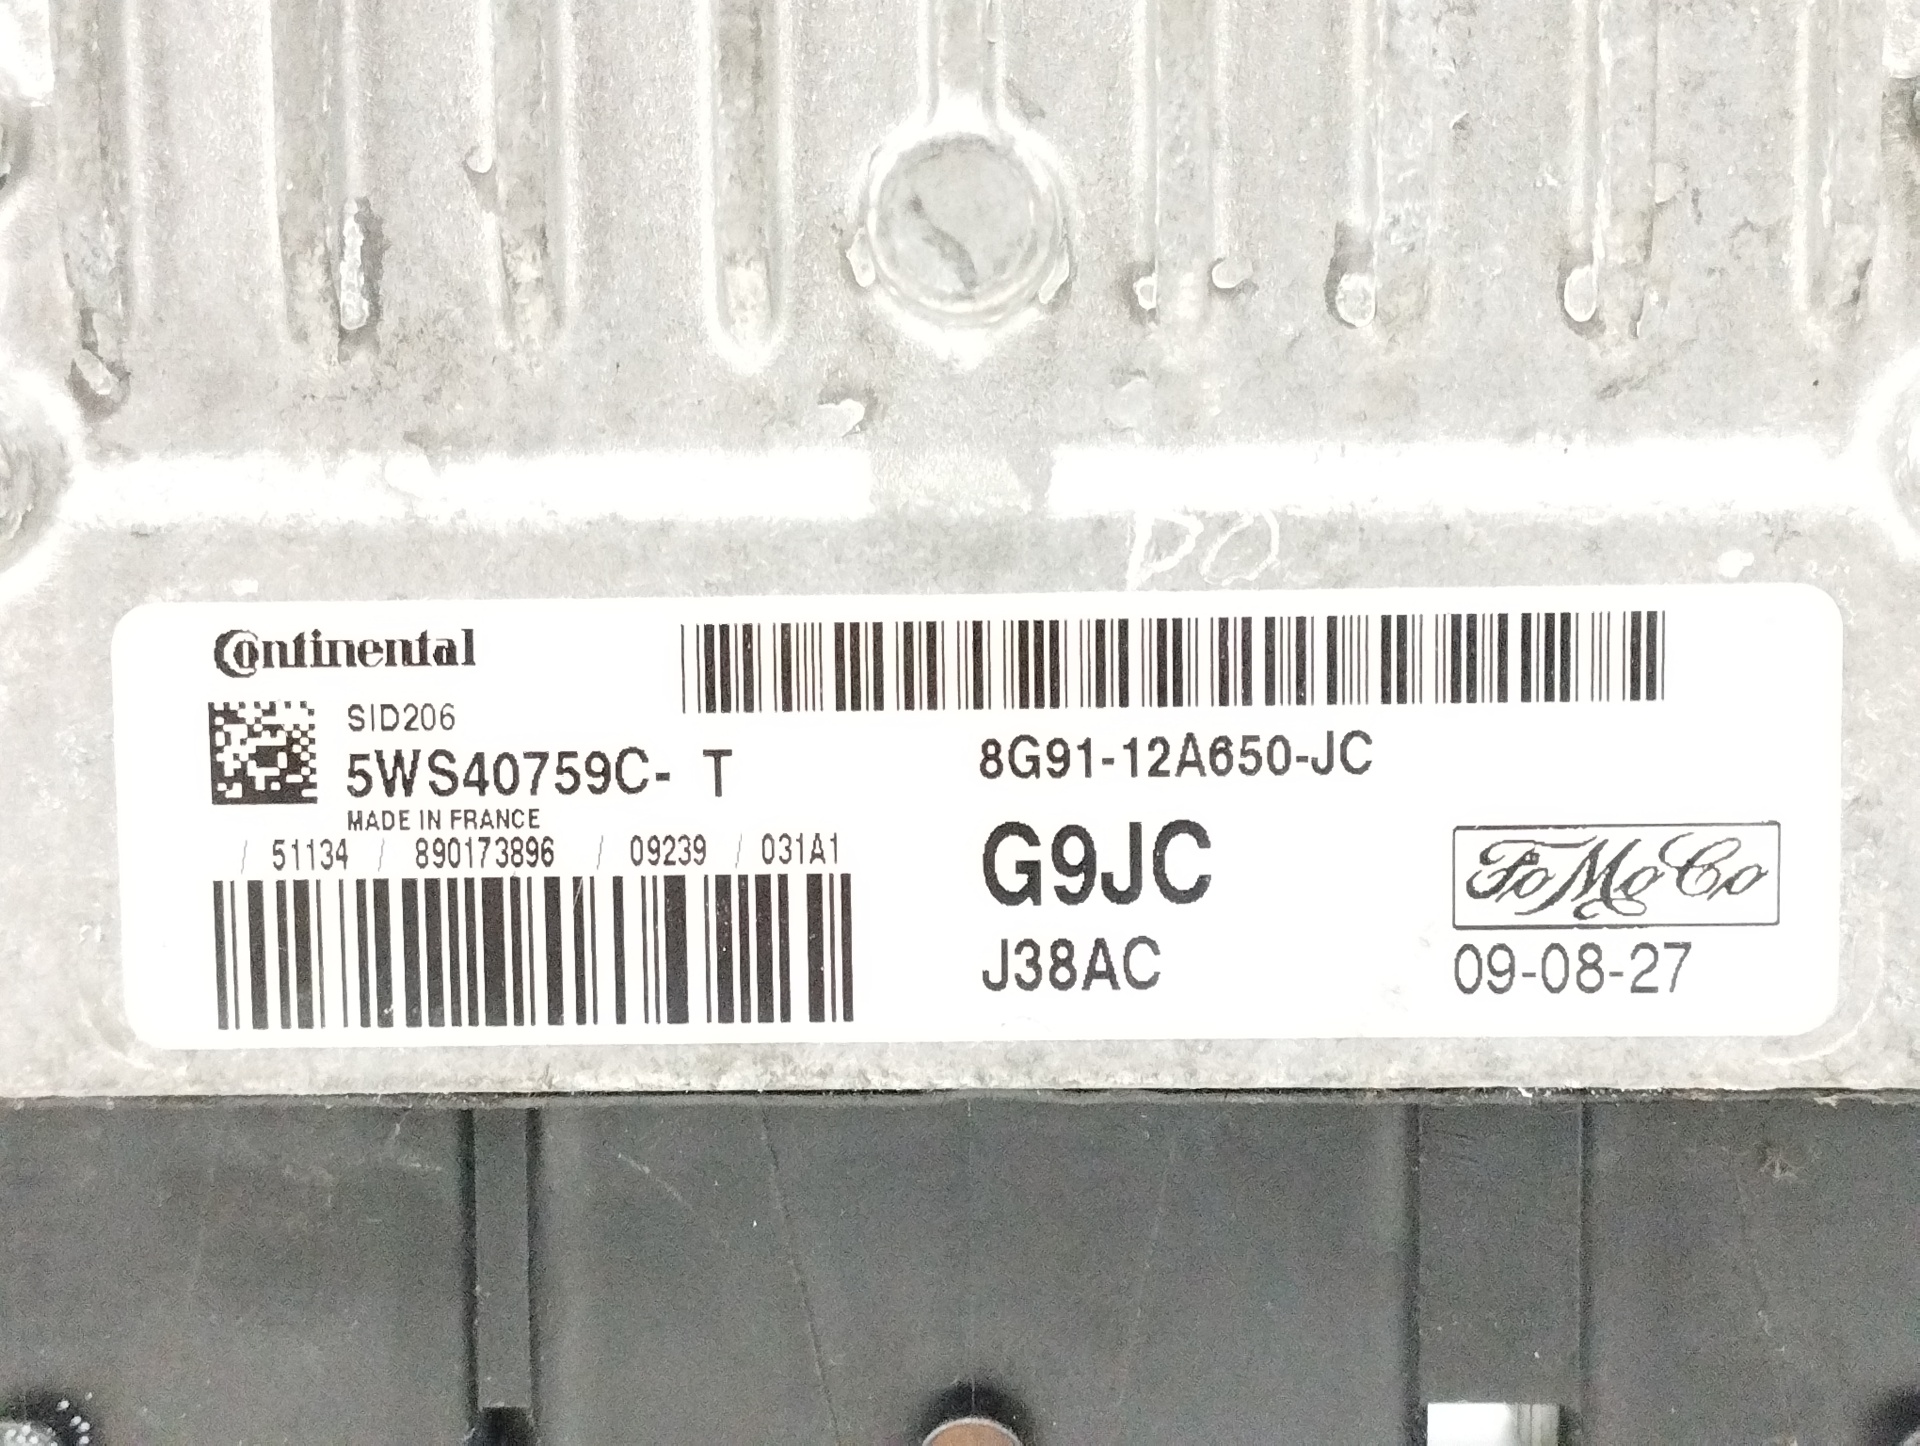 Continental
SID206
5WS40759C- T
MADE IN FRANCE
/ 51134 / 890173896 / 09239 / 031A1
8G91-12A650-JC
G9JC
J38AC
FoMoCo
09-08-27